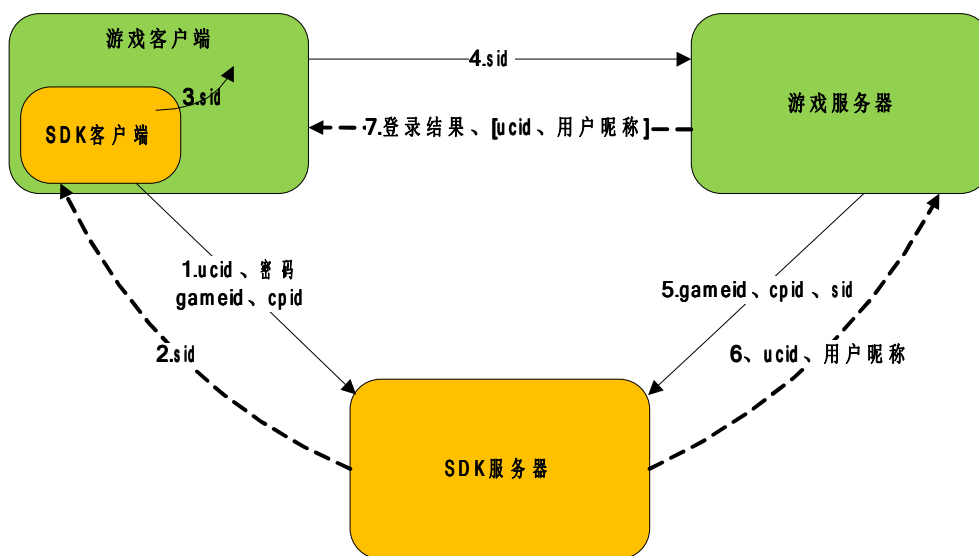 游戏客户端
4.sid
3.sid
游戏服务器
SDK客户端
7.登录结果、[ucid、用户昵称]
1.ucid、密码
gameid、cpid
5.gameid、cpid、sid
2.sid
6、ucid、用户昵称
SDK服务器